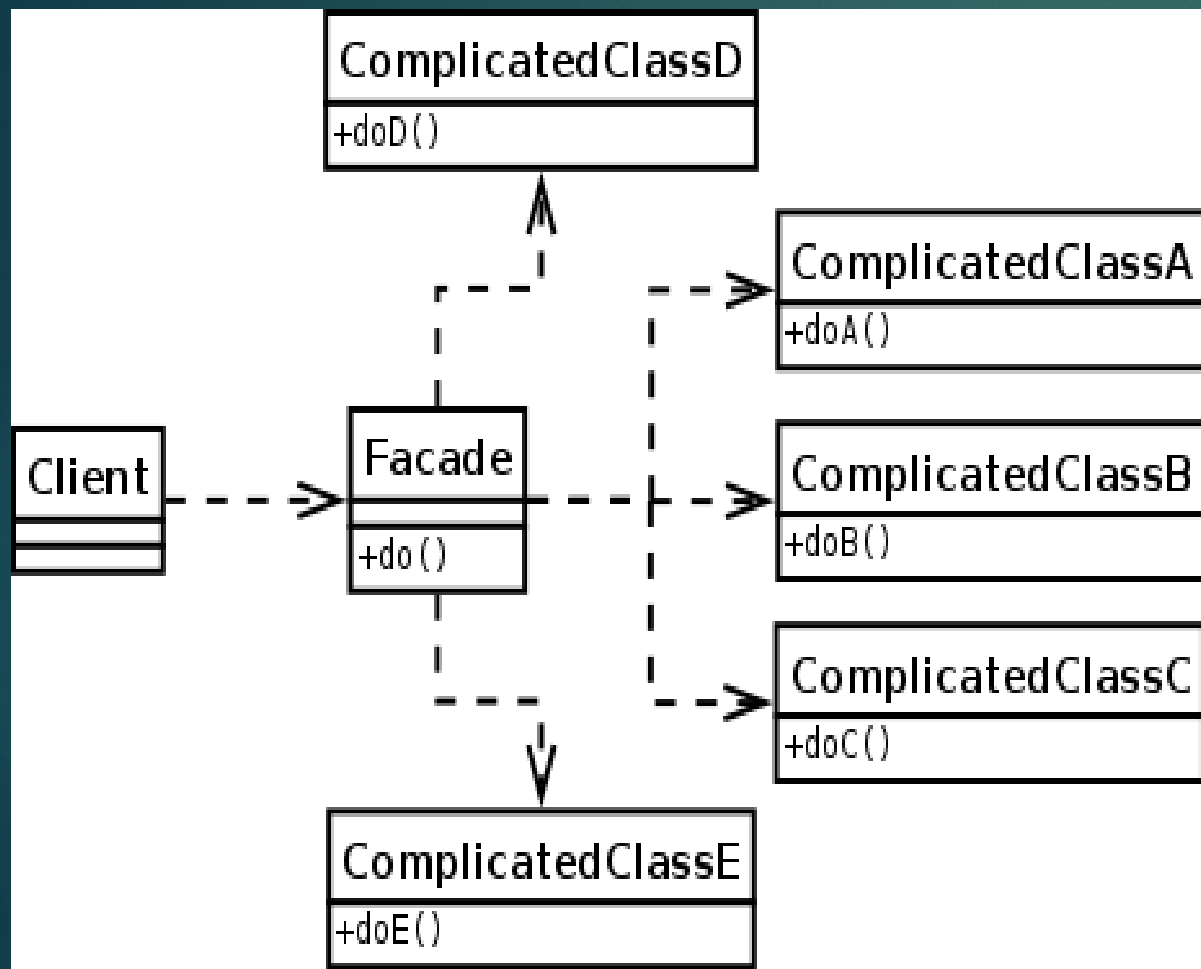 ComplicatedClassD
+doD()
ComplicatedClassA
+doA()
Client
Facade
+do()
ComplicatedClassB
+doB()
ComplicatedClassC
+doC()
ComplicatedClassE
+doE()